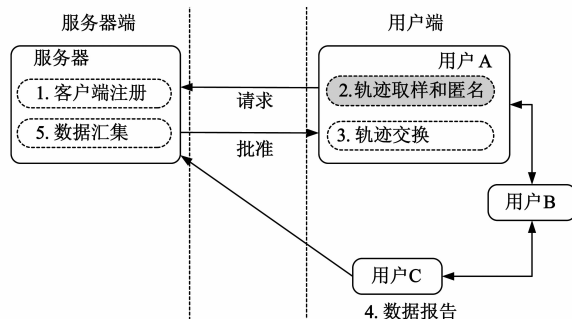 服务器端
用户端
服务器
用户 A
1. 客户端注册
请求
2.轨迹取样和匿名
5. 数据汇集
批准
3. 轨迹交换
用户B
用户C
4. 数据报告